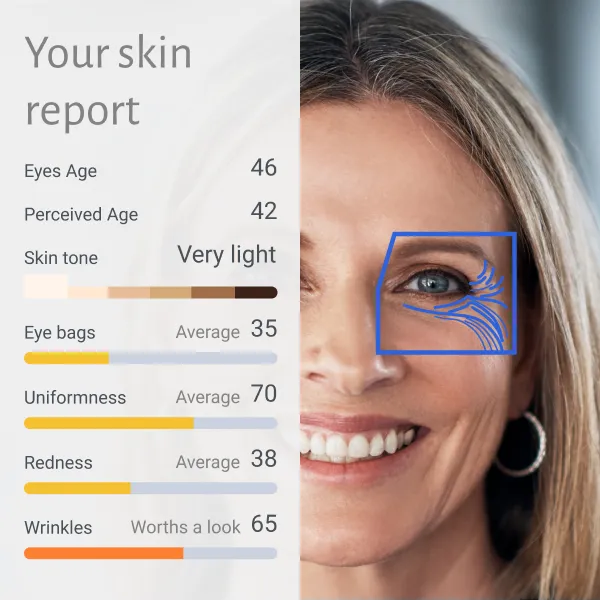 Your skin
report
Eyes Age 46
Perceived Age 42
Skin tone Very light
Eye bags Average 35
Uniformness Average 70
Redness Average 38
Wrinkles Worths a look 65